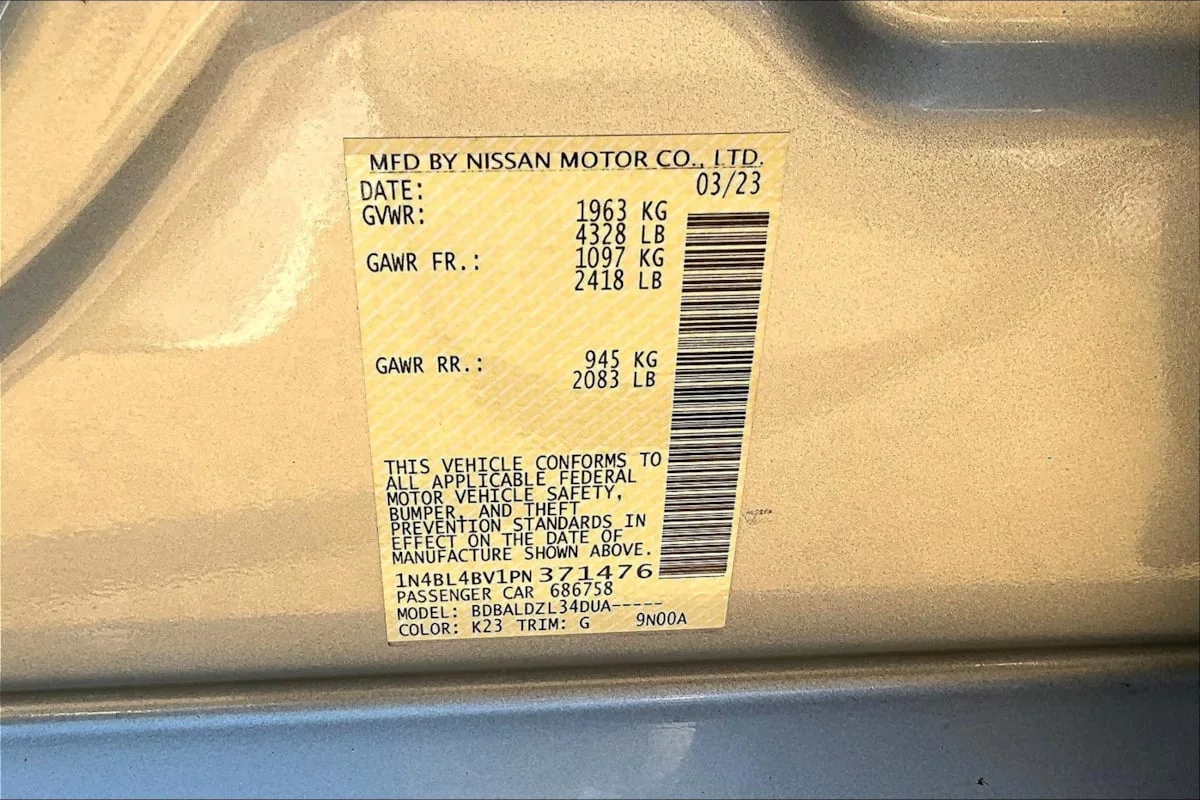 MFD BY NISSAN MOTOR CO., LTD.
DATE: 03/23
GVWR: 1963 KG
4328 LB
GAWR FR.: 1097 KG
2418 LB
GAWR RR.: 945 KG
2083 LB
THIS VEHICLE CONFORMS TO
ALL APPLICABLE FEDERAL
MOTOR VEHICLE SAFETY,
BUMPER, AND THEFT
PREVENTION STANDARDS IN
EFFECT ON THE DATE OF
MANUFACTURE SHOWN ABOVE.
1N4BL4BV1PN 371476
PASSENGER CAR 686758
MODEL: BDBALDZL34DUA-----
COLOR: K23 TRIM: G 9N00A